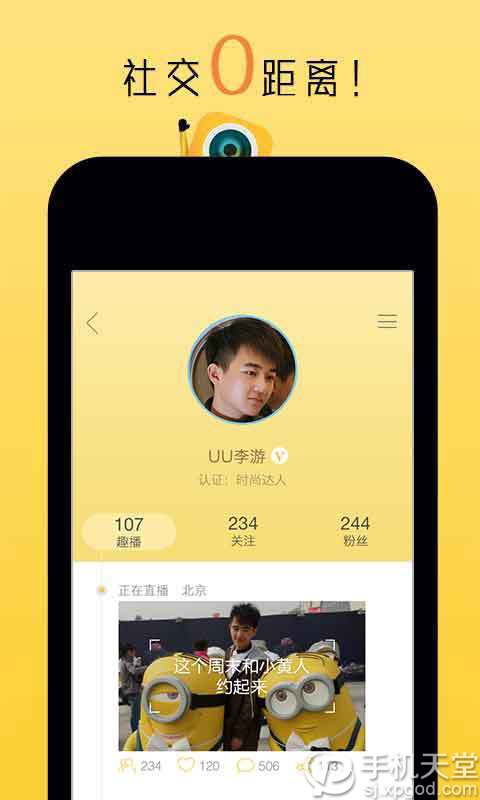 社交0距离!
UU李游
认证：时尚达人
107
趣播
234
关注
244
粉丝
正在直播 北京
这个周末和小黄人
约起来
234
120
506
113
手机天堂
sj.xpgod.com